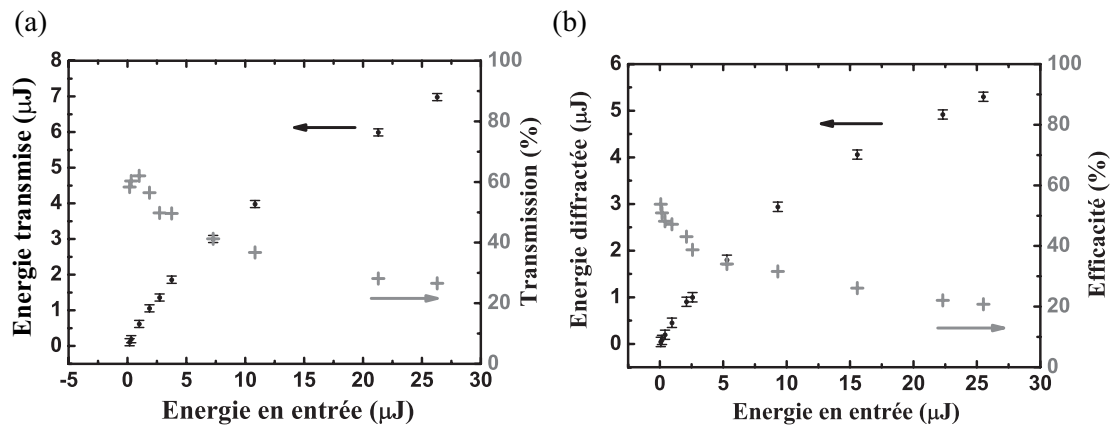 (a)
8
7
6
5
4
3
2
1
0
Energie transmise (μJ)
100
80
60
40
20
0
Transmission (%)
-5 0 5 10 15 20 25 30
Energie en entrée (μJ)
(b)
6
5
4
3
2
1
0
Energie diffractée (μJ)
100
80
60
40
20
0
Efficacité (%)
0 5 10 15 20 25 30
Energie en entrée (μJ)